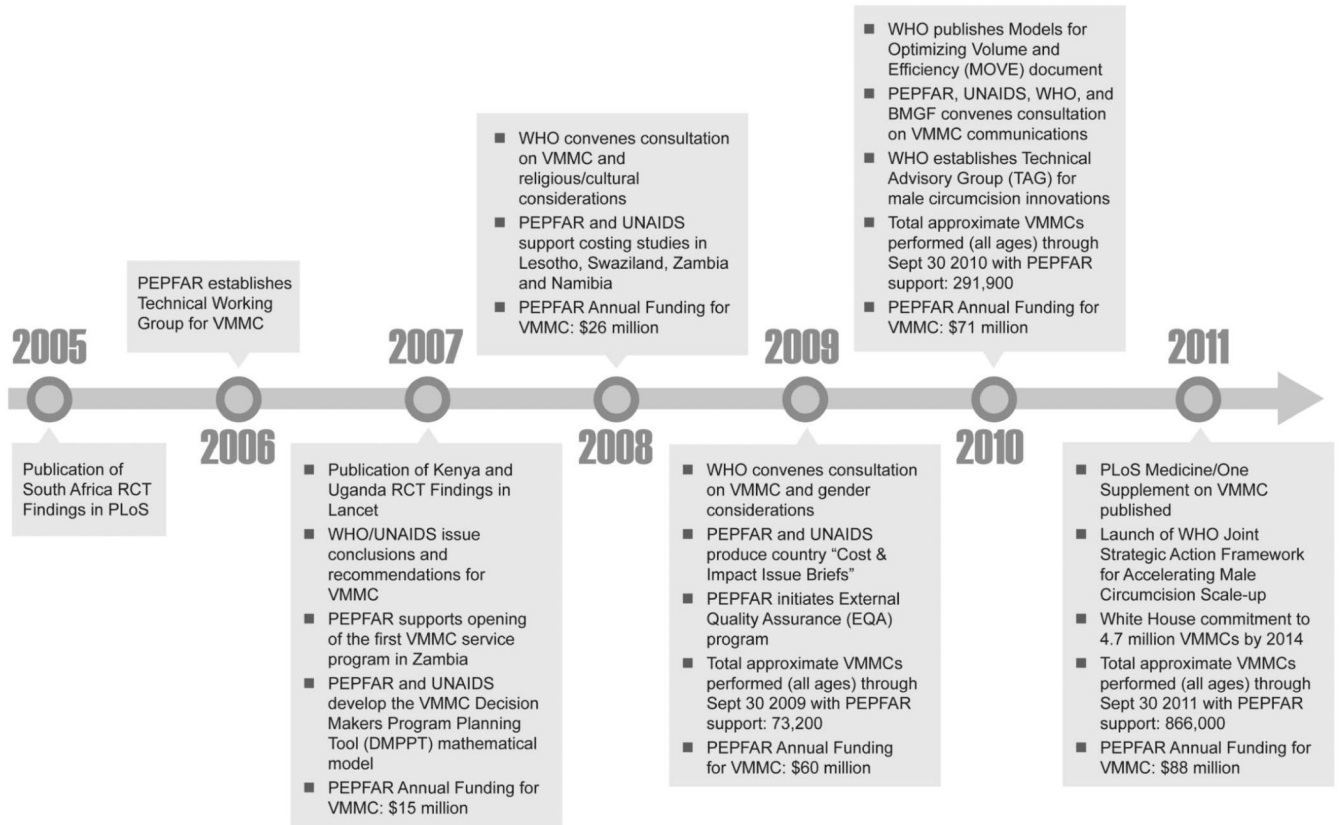 2005
Publication of
South Africa RCT
Findings in PLoS
PEPFAR establishes
Technical Working
Group for VMMC
2006
2007
■ Publication of Kenya and
Uganda RCT Findings in
Lancet
■ WHO/UNAIDS issue
conclusions and
recommendations for
VMMC
■ PEPFAR supports opening
of the first VMMC service
program in Zambia
■ PEPFAR and UNAIDS
develop the VMMC Decision
Makers Program Planning
Tool (DMPPT) mathematical
model
■ PEPFAR Annual Funding for
VMMC: $15 million
■ WHO convenes consultation
on VMMC and
religious/cultural
considerations
■ PEPFAR and UNAIDS
support costing studies in
Lesotho, Swaziland, Zambia
and Namibia
■ PEPFAR Annual Funding for
VMMC: $26 million
2008
2009
■ WHO convenes consultation
on VMMC and gender
considerations
■ PEPFAR and UNAIDS
produce country “Cost &
Impact Issue Briefs”
■ PEPFAR initiates External
Quality Assurance (EQA)
program
■ Total approximate VMMCs
performed (all ages) through
Sept 30 2009 with PEPFAR
support: 73,200
■ PEPFAR Annual Funding
for VMMC: $60 million
■ WHO publishes Models for
Optimizing Volume and
Efficiency (MOVE) document
■ PEPFAR, UNAIDS, WHO, and
BMGF convenes consultation
on VMMC communications
■ WHO establishes Technical
Advisory Group (TAG) for
male circumcision innovations
■ Total approximate VMMCs
performed (all ages) through
Sept 30 2010 with PEPFAR
support: 291,900
■ PEPFAR Annual Funding for
VMMC: $71 million
2010
2011
■ PLoS Medicine/One
Supplement on VMMC
published
■ Launch of WHO Joint
Strategic Action Framework
for Accelerating Male
Circumcision Scale-up
■ White House commitment to
4.7 million VMMCs by 2014
■ Total approximate VMMCs
performed (all ages) through
Sept 30 2011 with PEPFAR
support: 866,000
■ PEPFAR Annual Funding for
VMMC: $88 million